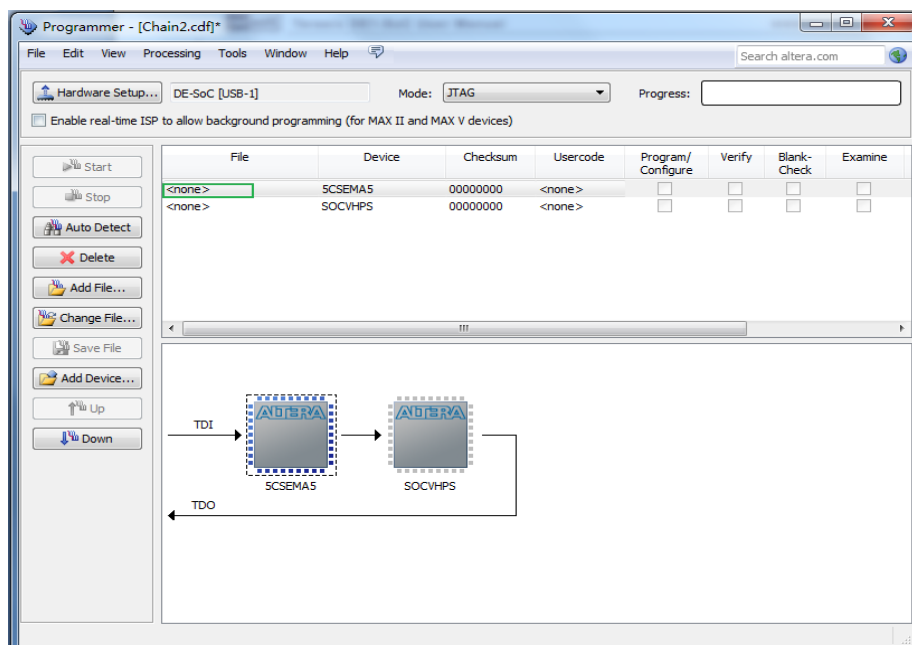 Programmer - [Chain2.cdf]*
File Edit View Processing Tools Window Help
Search altera.com
Hardware Setup... DE-SoC [USB-1] Mode: JTAG Progress:
Enable real-time ISP to allow background programming (for MAX II and MAX V devices)
Start
Stop
Auto Detect
Delete
Add File...
Change File...
Save File
Add Device...
Up
Down
File Device Checksum Usercode Program/ Verify Blank- Examine
Configure Check
<none> 5CSEMA5 00000000 <none>
<none> SOCVHPS 00000000 <none>
ALTERA ALTERA
TDI
5CSEMA5 SOCVHPS
TDO